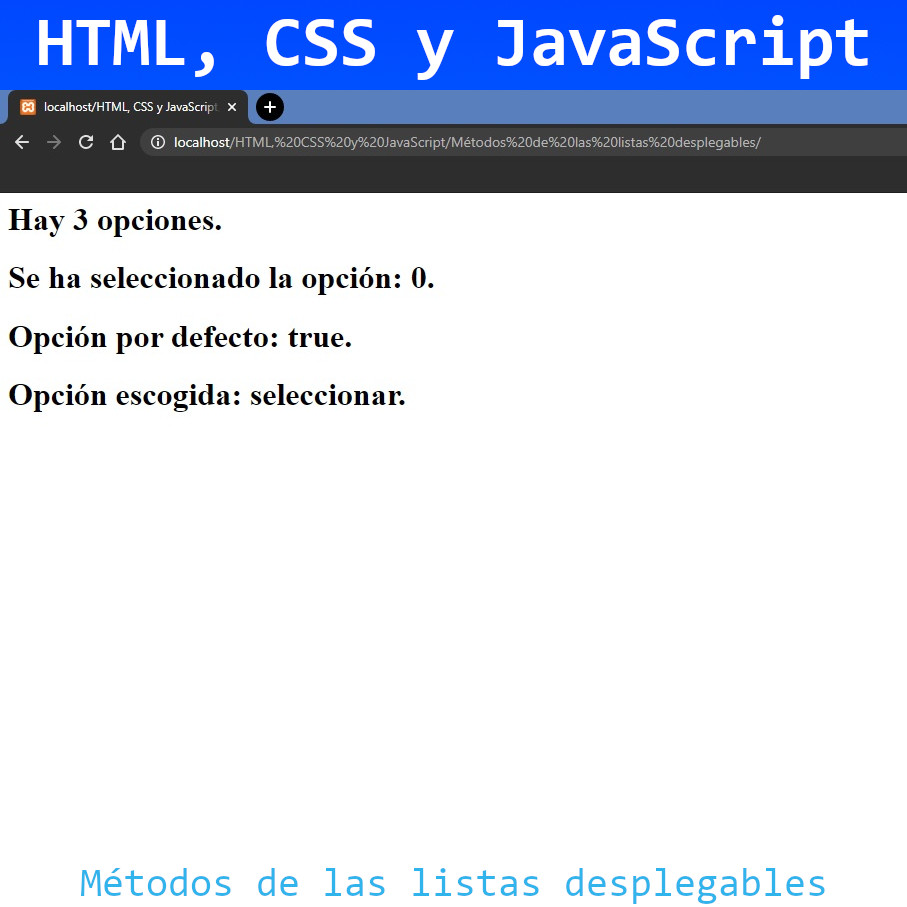 HTML, CSS y JavaScript
localhost/HTML, CSS y JavaScript
localhost/HTML,%20CSS%20y%20JavaScript/Métodos%20de%20las%20listas%20desplegables/
Hay 3 opciones.
Se ha seleccionado la opción: 0.
Opción por defecto: true.
Opción escogida: seleccionar.
Métodos de las listas desplegables